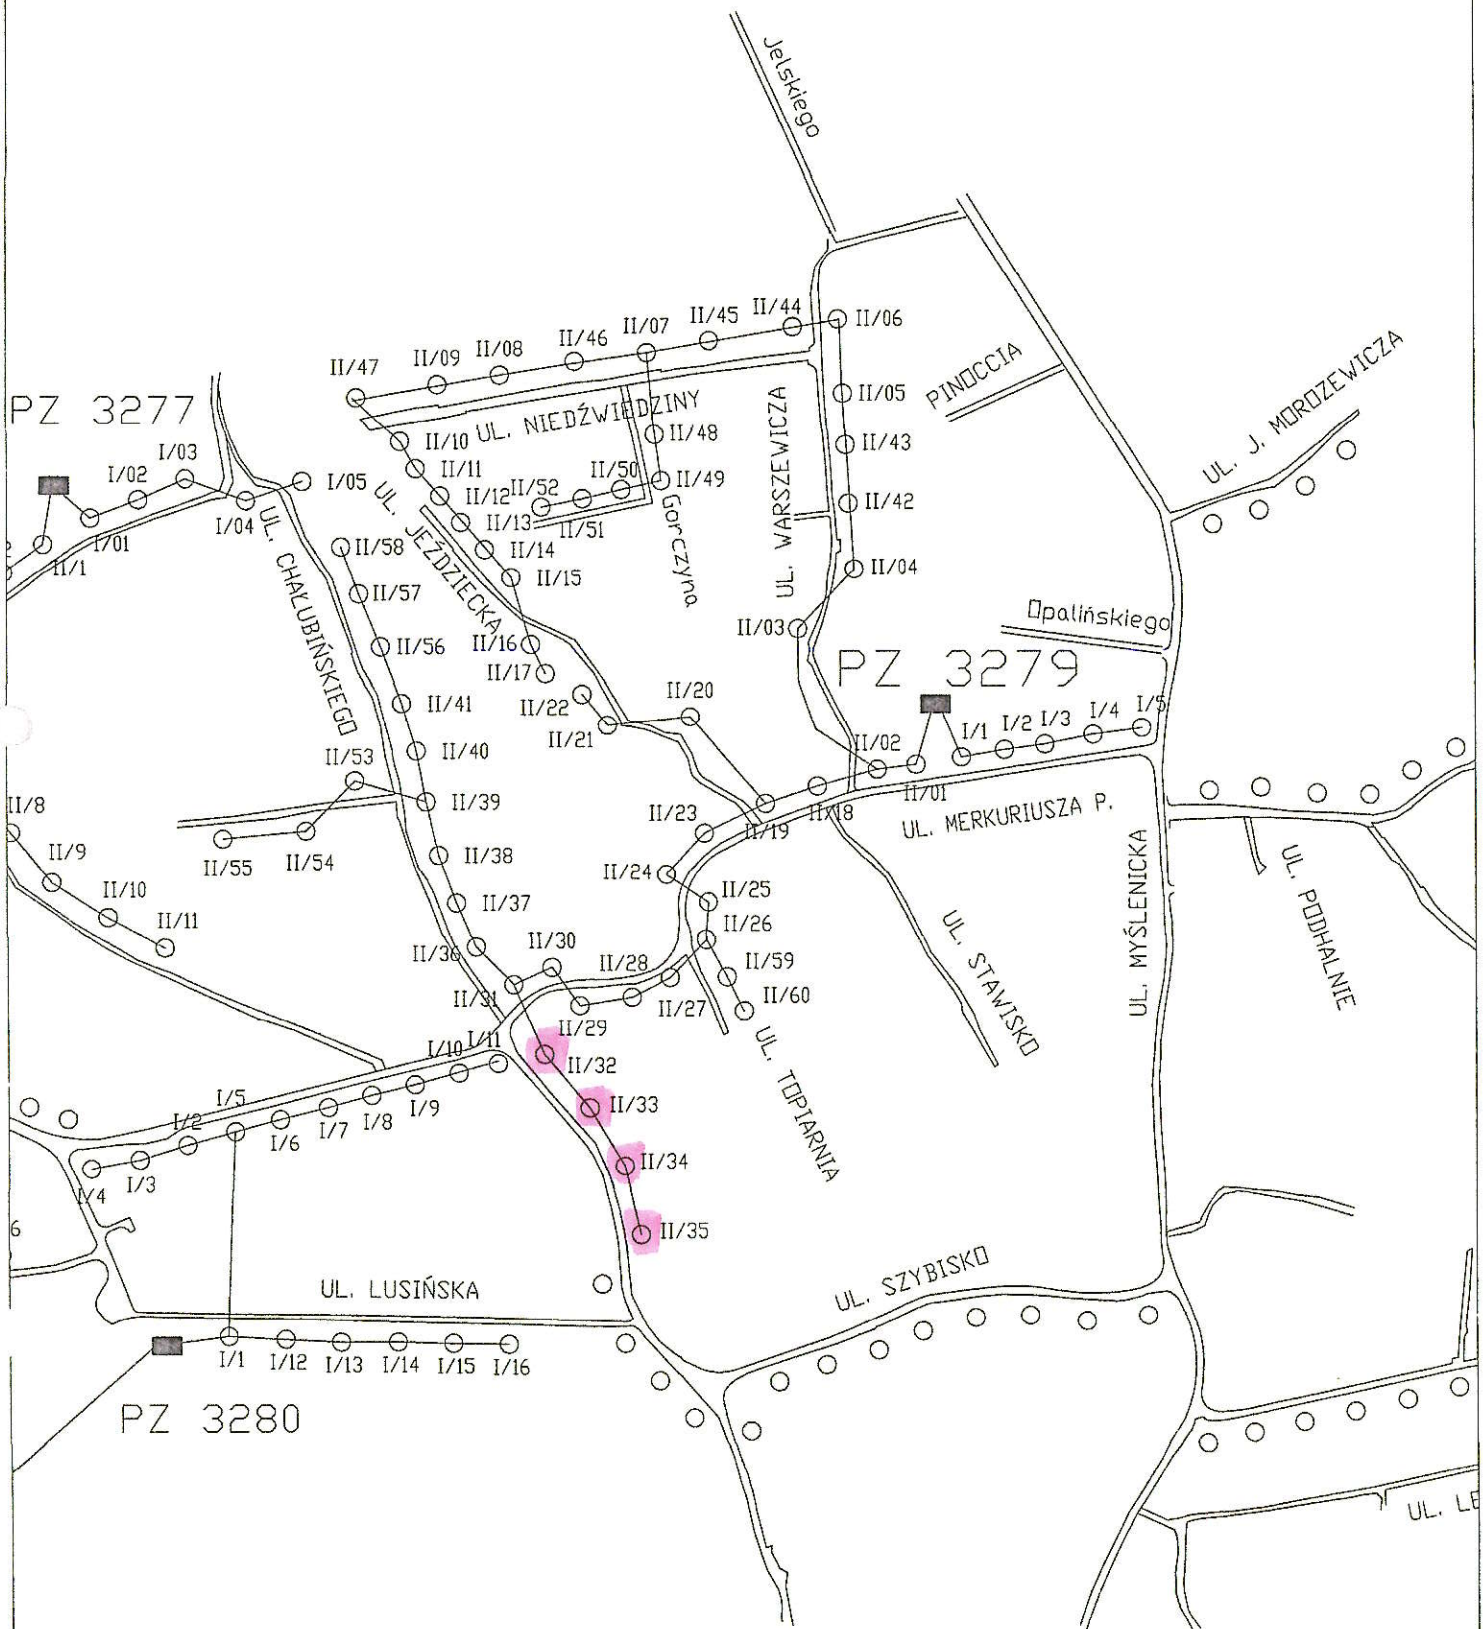 Jelskiego
II/44
II/06
II/45
II/07
II/46
II/08
II/09
II/47
PINOCCIA
II/05
UL. J. MOROZEWICZA
PZ 3277
UL. NIEDŹWIEDZINY
UL. WARSZEWICZA
II/10
II/48
II/43
I/03
I/02
I/05
II/11
II/50
II/49
II/12
II/52
II/42
I/04
UL. JEŹDZIECKA
Gorczyna
I/01
II/1
UL. CHAŁUBIŃSKIEGO
II/58
II/13
II/51
II/14
II/15
II/04
II/57
Opalińskiego
II/03
II/56
II/16
II/17
PZ 3279
II/41
II/22
II/20
II/21
I/5
I/4
I/3
I/2
I/1
II/40
II/02
II/01
II/53
II/39
II/8
II/18
II/19
II/23
UL. MERKURIUSZA P.
II/55
II/54
II/38
II/9
II/24
II/25
II/10
II/37
II/11
II/26
UL. MYŚLENICKA
UL. PODHALNIE
UL. STAWISKO
II/36
II/30
II/28
II/59
II/31
II/27
II/60
II/29
UL. TOPIARNIA
I/11
I/10
II/32
I/5
I/9
I/8
I/7
I/6
I/2
II/33
I/3
I/4
II/34
6
II/35
UL. LUSIŃSKA
UL. SZYBISKO
I/1
I/12
I/13
I/14
I/15
I/16
PZ 3280
UL. LE